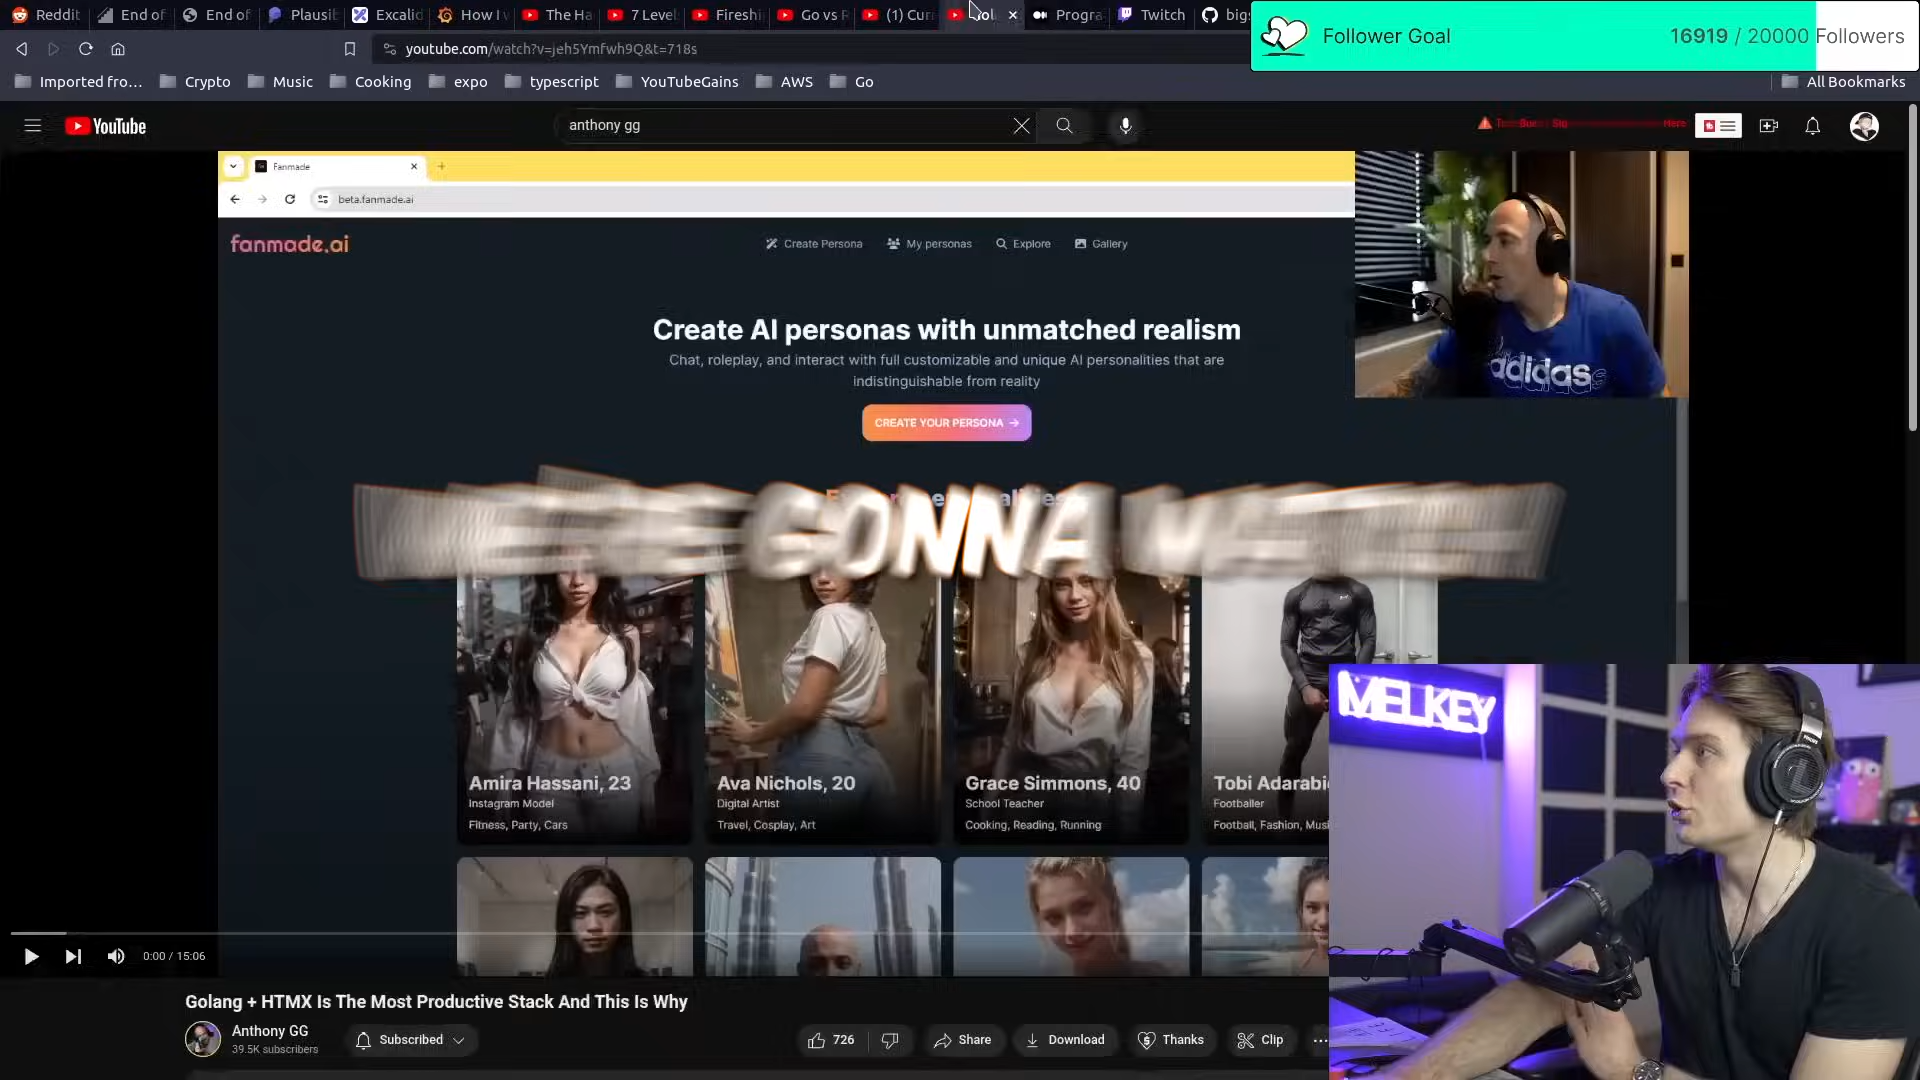 Reddit
End of
End of
Plausib
Excalid
How I w
The Ha
7 Level
Firesh
Go vs R
(1) Cur
Progra
Twitch
bigs
Follower Goal
16919 / 20000 Followers
youtube.com/watch?v=jeh5YmFwh9Q&t=718s
Imported fro...
Crypto
Music
Cooking
expo
typescript
YouTubeGains
AWS
Go
All Bookmarks
YouTube
anthony gg
Here
Fanmade
beta.fanmade.ai
fanmade.ai
Create Persona
My personas
Explore
Gallery
adidas
Create AI personas with unmatched realism
Chat, roleplay, and interact with full customizable and unique AI personalities that are
indistinguishable from reality
CREATE YOUR PERSONA →
GONNA
MELKEY
Amira Hassani, 23
Instagram Model
Fitness, Party, Cars
Ava Nichols, 20
Digital Artist
Travel, Cosplay, Art
Grace Simmons, 40
School Teacher
Cooking, Reading, Running
Tobi Adarabi
Footballer
Football, Fashion, Musi
0:00 / 15:06
Golang + HTMX Is The Most Productive Stack And This Is Why
Anthony GG
39.5K subscribers
Subscribed
726
Share
Download
Thanks
Clip